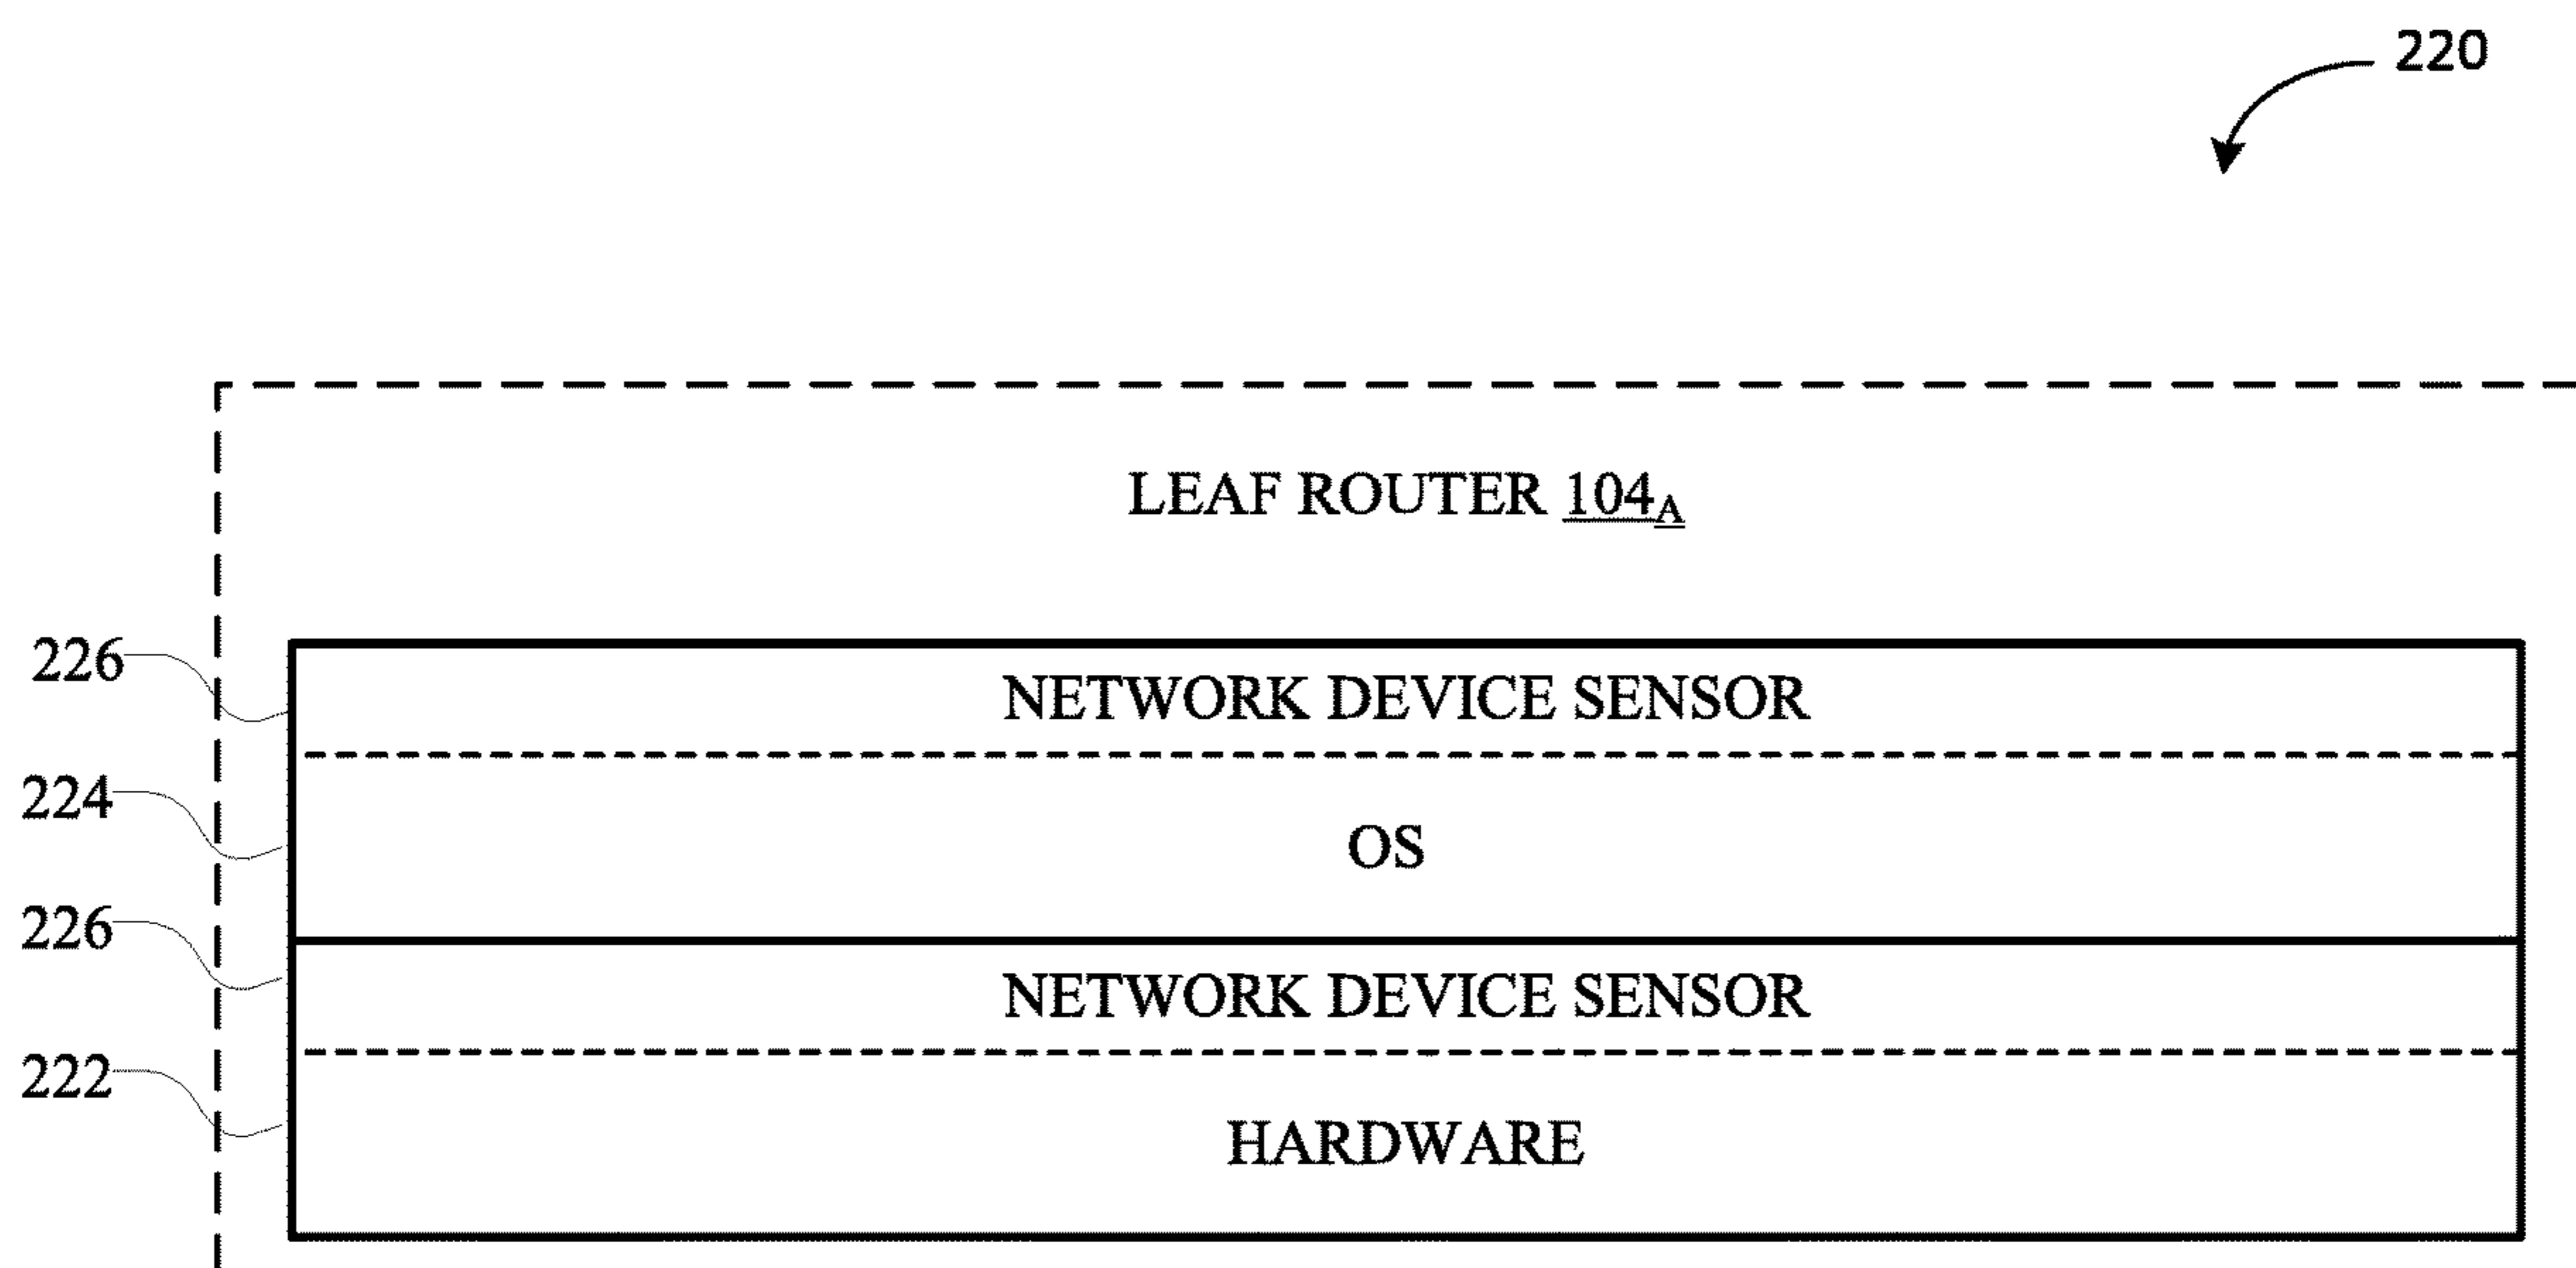 220
LEAF ROUTER 104A
226
NETWORK DEVICE SENSOR
224
OS
226
NETWORK DEVICE SENSOR
222
HARDWARE